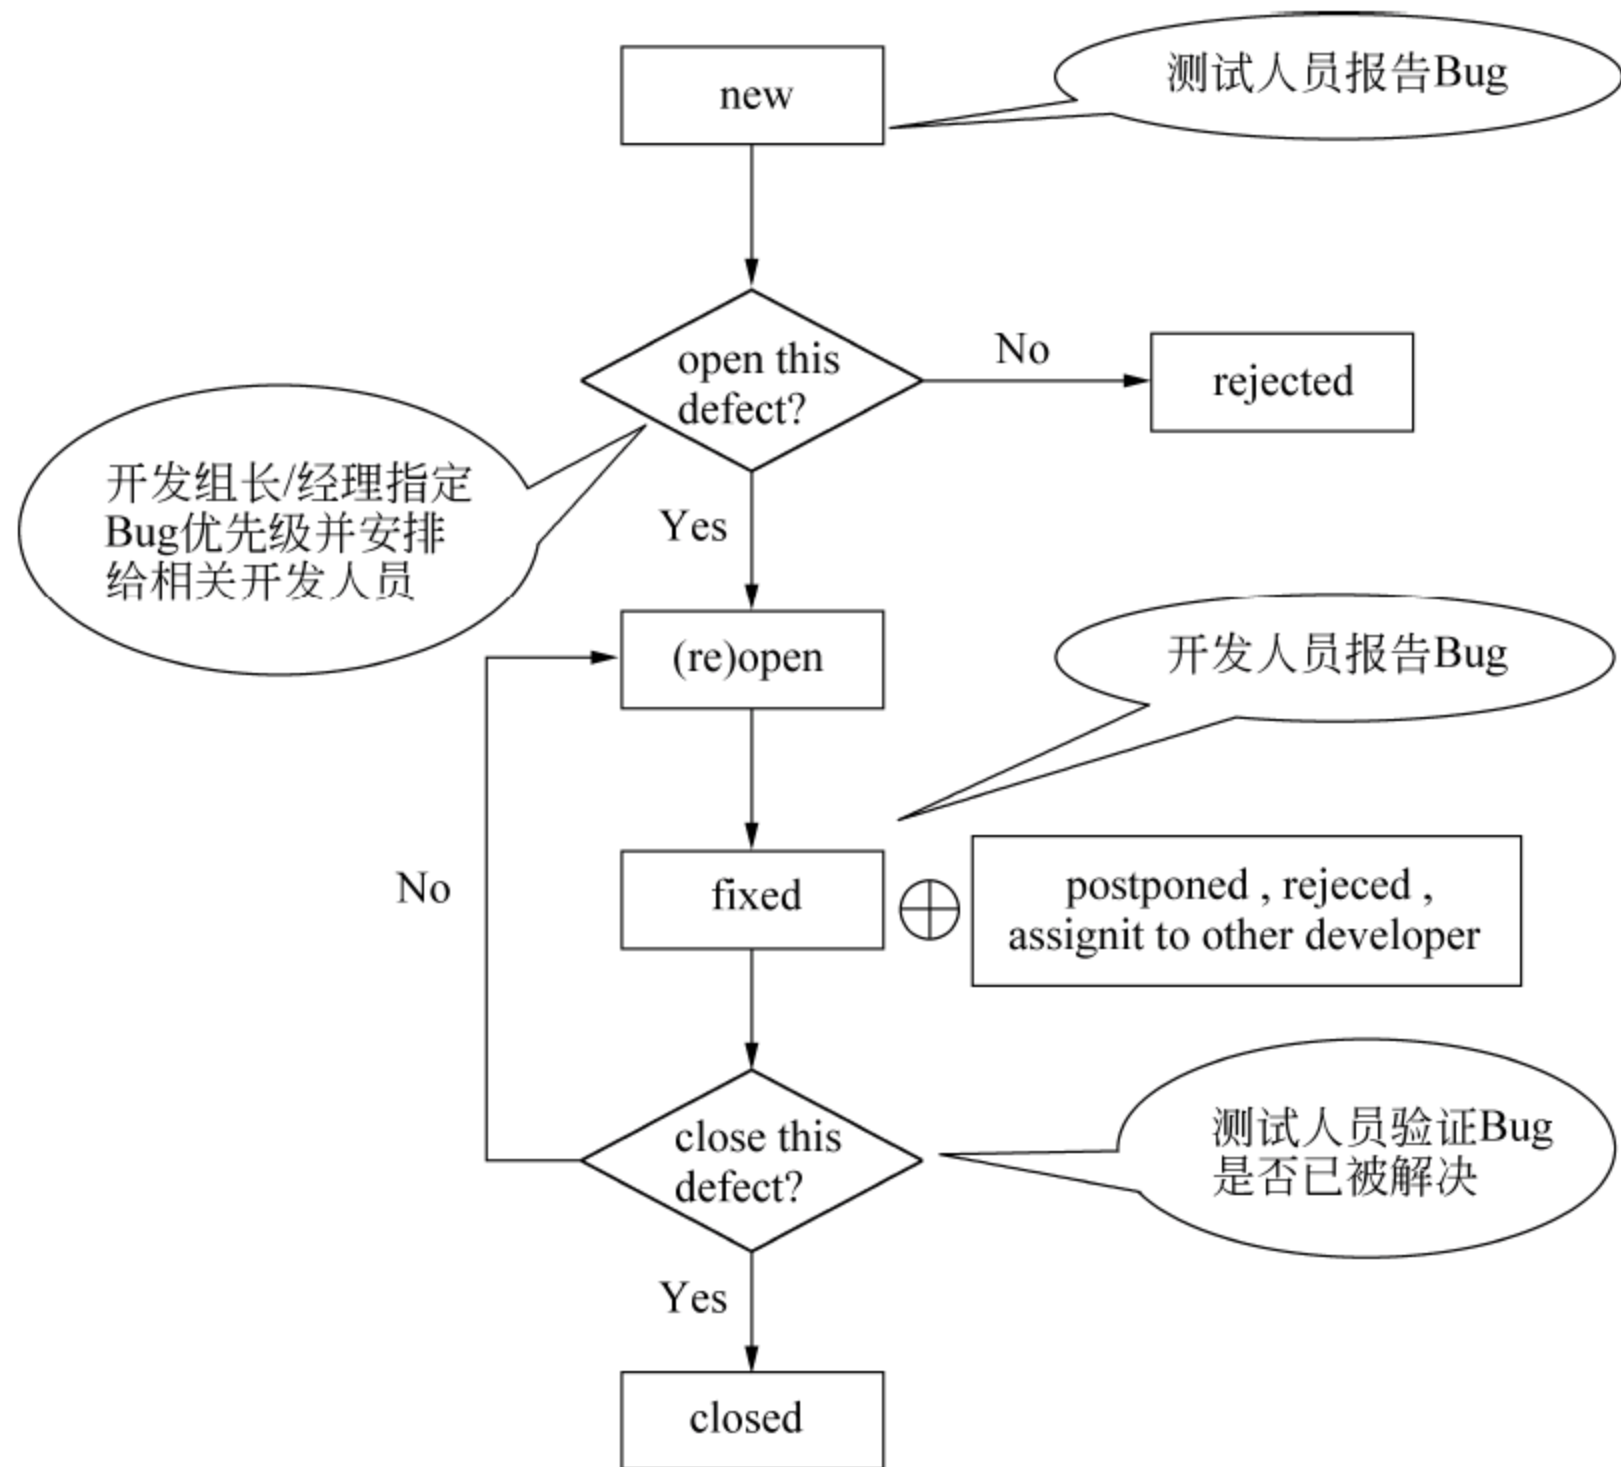 new
测试人员报告Bug
open this
defect?
No
rejected
开发组长/经理指定
Bug优先级并安排
给相关开发人员
Yes
(re)open
开发人员报告Bug
No
fixed
postponed , rejeced ,
assignit to other developer
close this
defect?
测试人员验证Bug
是否已被解决
Yes
closed